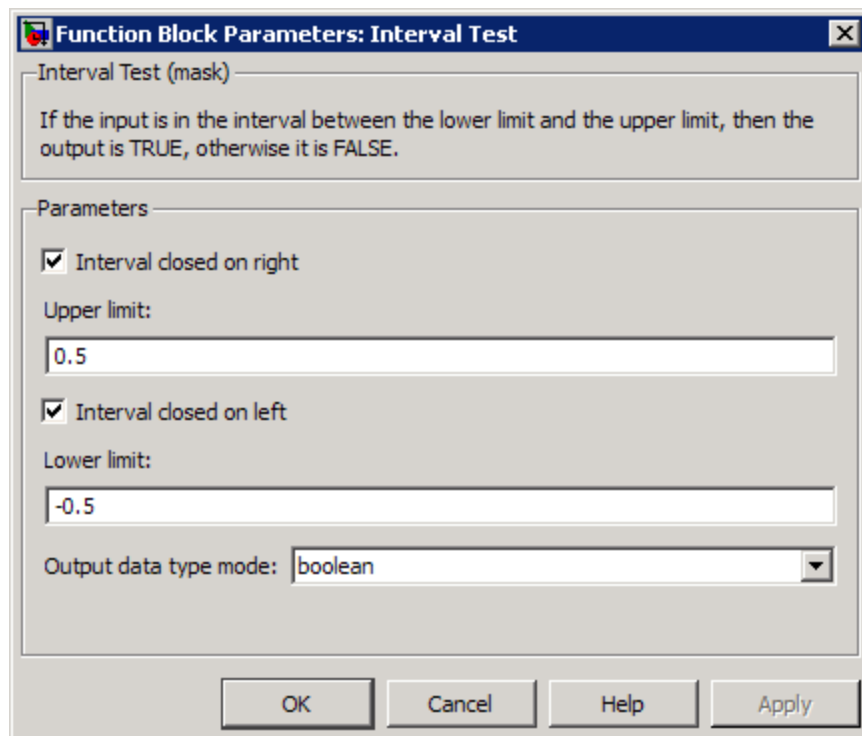 Function Block Parameters: Interval Test
Interval Test (mask)
If the input is in the interval between the lower limit and the upper limit, then the
output is TRUE, otherwise it is FALSE.
Parameters
Interval closed on right
Upper limit:
0.5
Interval closed on left
Lower limit:
-0.5
Output data type mode: boolean
OK Cancel Help Apply